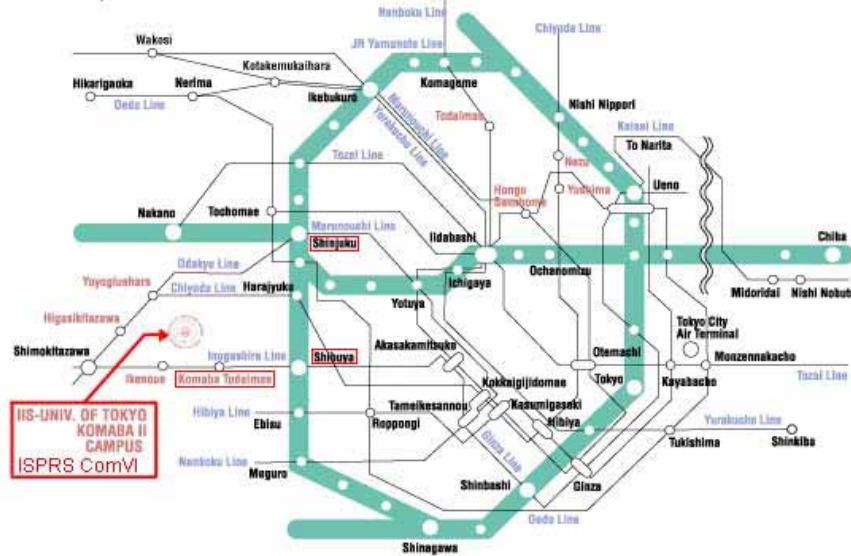 Nanboku Line
Chiyoda Line
Wakosi
JR Yamanote Line
Kotakemukaihara
Hikarigaoka
Nerima
Ikebukuro
Komagome
Oedo Line
Marunouchi Line
Yurakucho Line
Todaimae
Nishi Nippori
Keisei Line
To Narita
Tozai Line
Nezu
Yushima
Ueno
Hongo
Sanchome
Nakano
Tochomae
Marunouchi Line
Shinjuku
Iidabashi
Chiba
Odakyu Line
Ochanomizu
Ichigaya
Yoyogiuehara
Chiyoda Line
Harajyuka
Yotuya
Midoridai
Nishi Nobuto
Higasikitazawa
Tokyo City
Air Terminal
Akasakamituke
Shimokitazawa
Inogashira Line
Shibuya
Otemachi
Monzennakacho
Kokkaigijidomae
Ikenoue
Komaba Todaimae
Tokyo
Kayabacho
Tozai Line
IIS-UNIV. OF TOKYO
KOMABA II
CAMPUS
ISPRS ComVI
Hibiya Line
Ebisu
Roppongi
Tameikesannou
Kasumigaseki
Hibiya
Yurakucho Line
Tukishima
Shinkiba
Ginza Line
Nanboku Line
Meguro
Shinbashi
Ginza
Oedo Line
Shinagawa